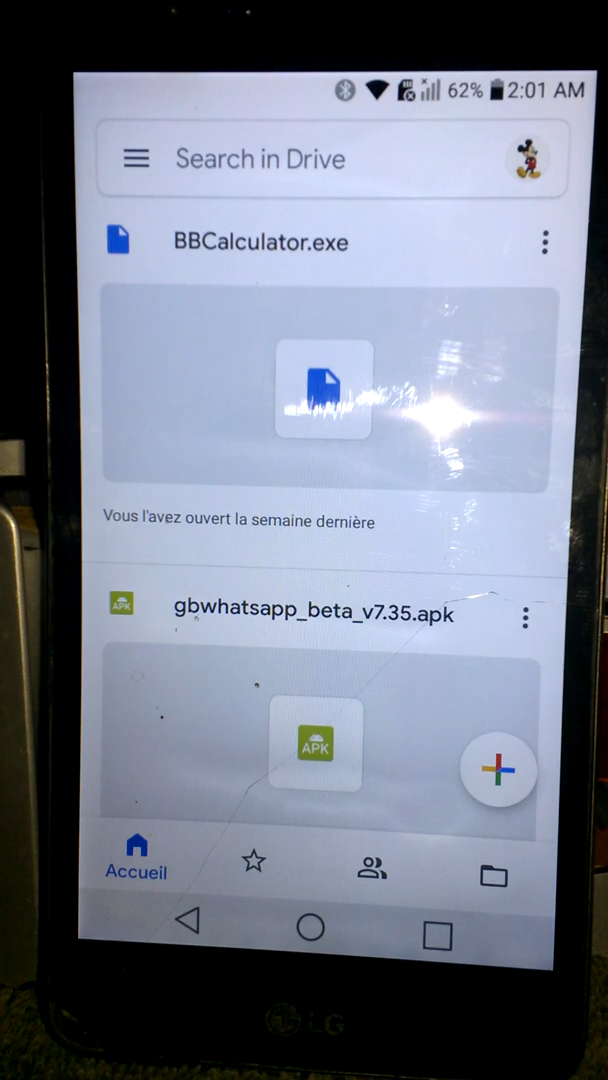 62% 2:01 AM
Search in Drive
BBCalculator.exe
Vous l'avez ouvert la semaine dernière
APK gbwhatsapp_beta_v7.35.apk
APK
Accueil
LG